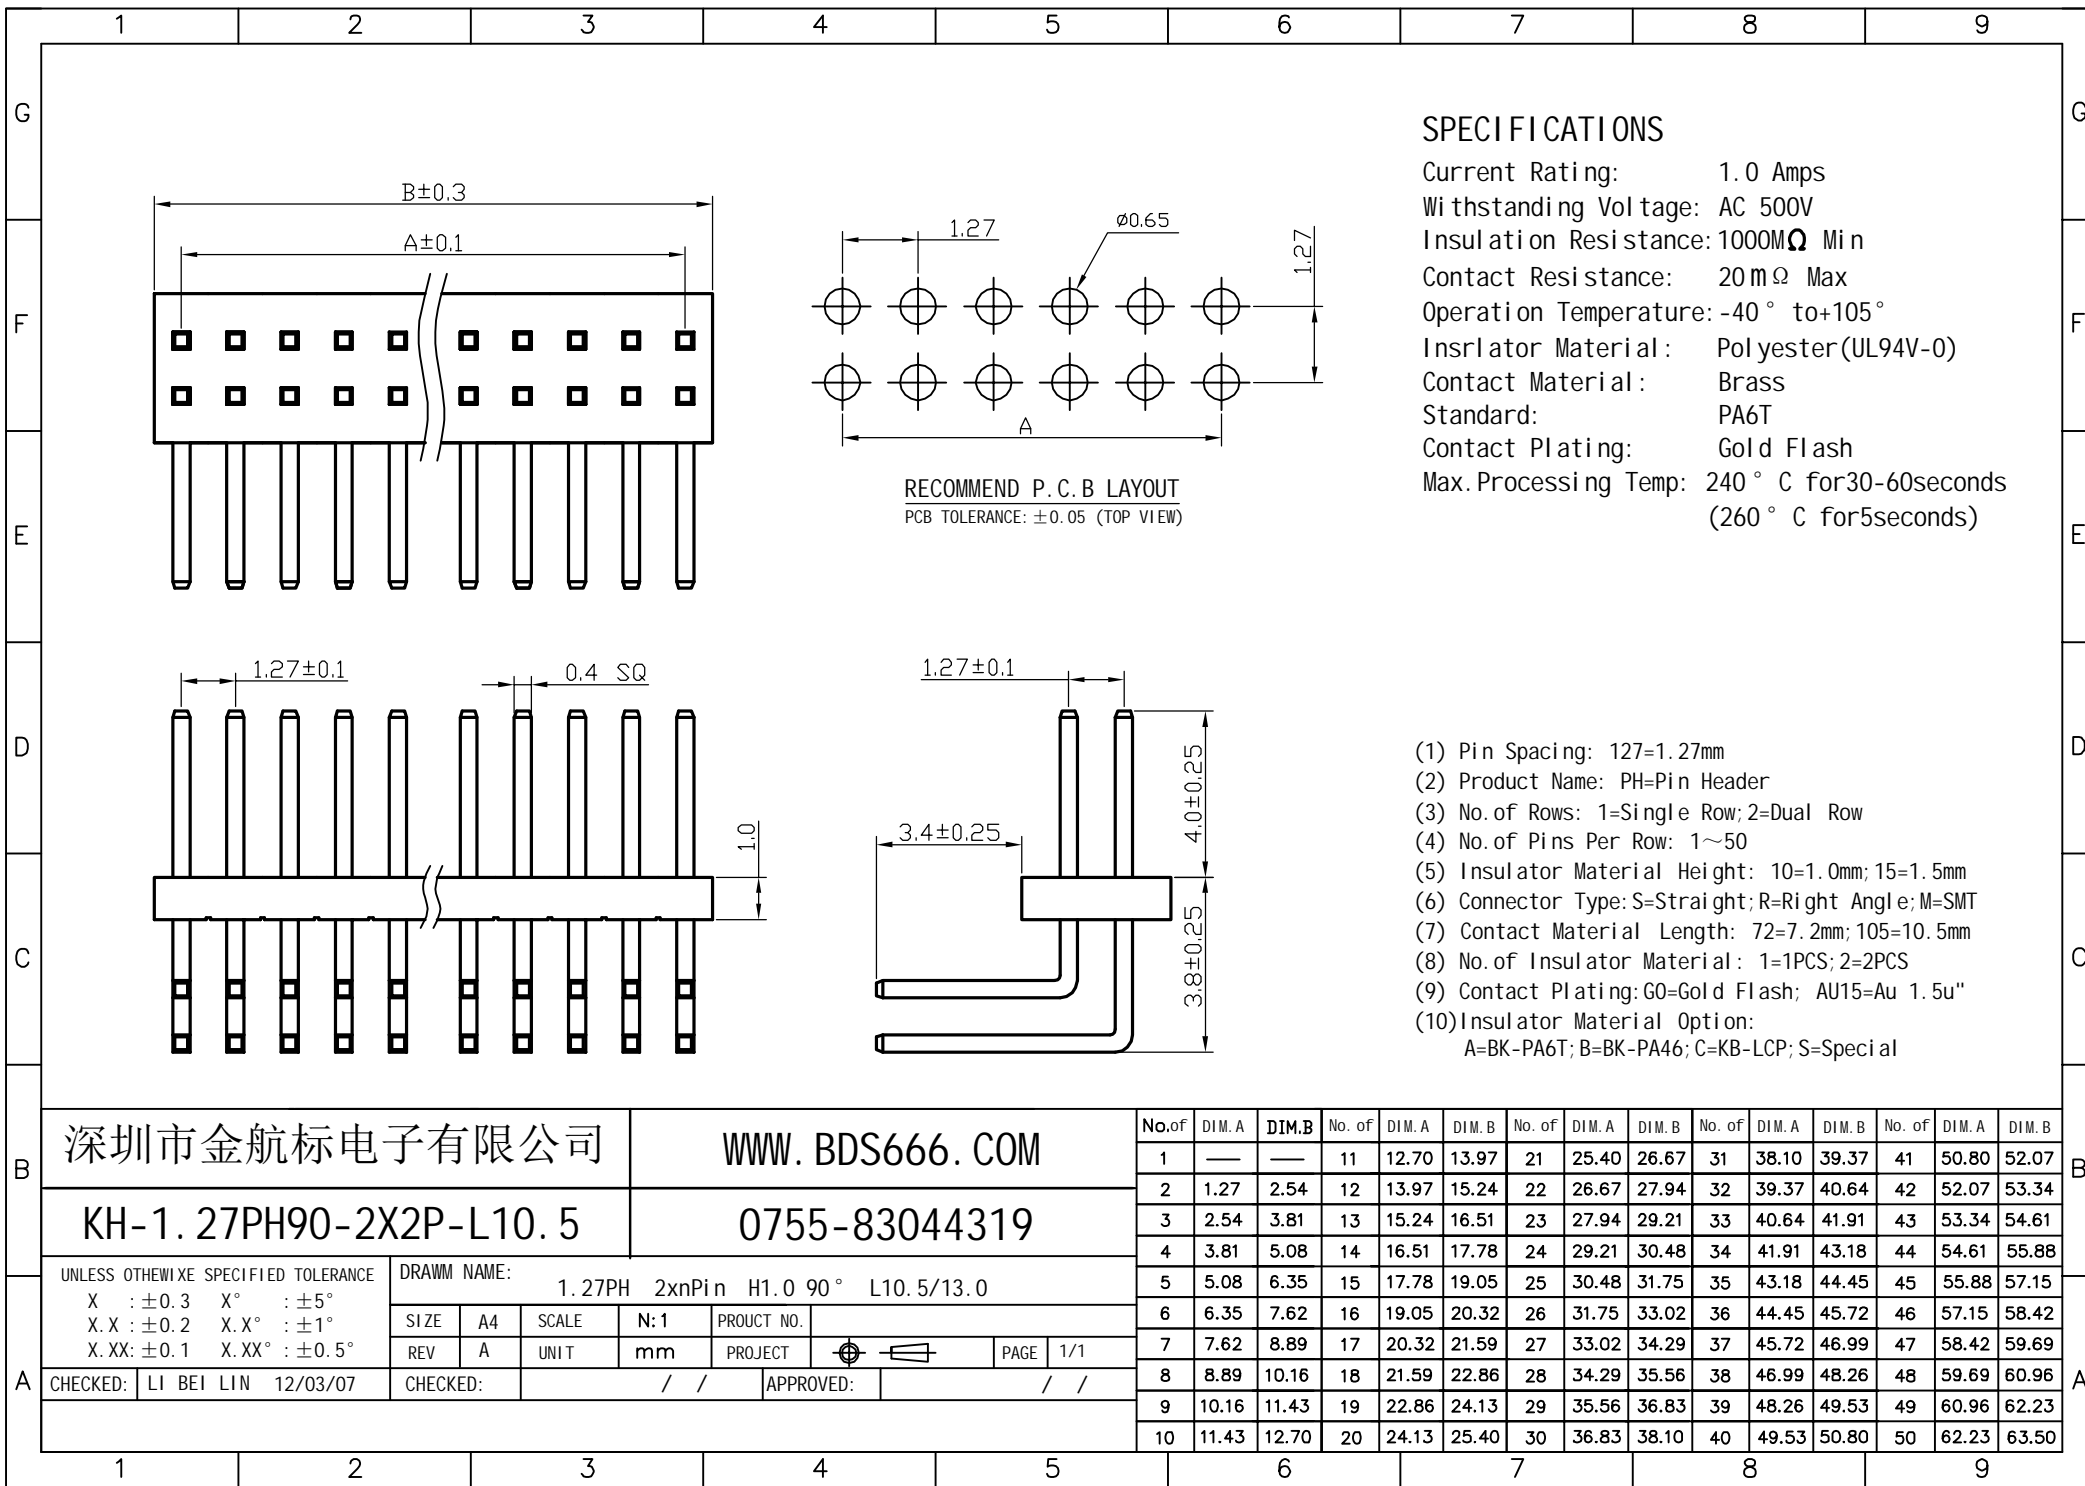 1 2 3 4 5 6 7 8 9
G G
F F
E E
D D
C C
B B
A A
B±0.3
A±0.1
1.27
ø0.65
1.27
A
RECOMMEND P.C.B LAYOUT
PCB TOLERANCE: ±0.05 (TOP VIEW)
SPECIFICATIONS
Current Rating: 1.0 Amps
Withstanding Voltage: AC 500V
Insulation Resistance: 1000MΩ Min
Contact Resistance: 20mΩ Max
Operation Temperature: -40° to+105°
Insrlator Material: Polyester(UL94V-0)
Contact Material: Brass
Standard: PA6T
Contact Plating: Gold Flash
Max.Processing Temp: 240°C for30-60seconds
(260°C for5seconds)
1.27±0.1
0.4 SQ
1.0
1.27±0.1
3.4±0.25
4.0±0.25
3.8±0.25
(1) Pin Spacing: 127=1.27mm
(2) Product Name: PH=Pin Header
(3) No.of Rows: 1=Single Row;2=Dual Row
(4) No.of Pins Per Row: 1~50
(5) Insulator Material Height: 10=1.0mm;15=1.5mm
(6) Connector Type:S=Straight;R=Right Angle;M=SMT
(7) Contact Material Length: 72=7.2mm;105=10.5mm
(8) No.of Insulator Material: 1=1PCS;2=2PCS
(9) Contact Plating:G0=Gold Flash; AU15=Au 1.5u"
(10)Insulator Material Option:
A=BK-PA6T;B=BK-PA46;C=KB-LCP;S=Special
深圳市金航标电子有限公司
WWW.BDS666.COM
KH-1.27PH90-2X2P-L10.5
0755-83044319
UNLESS OTHEWIXE SPECIFIED TOLERANCE
X :±0.3 X° :±5°
X.X :±0.2 X.X° :±1°
X.XX:±0.1 X.XX° :±0.5°
DRAWM NAME: 1.27PH 2xnPin H1.0 90° L10.5/13.0
SIZE A4 SCALE N:1 PROUCT NO.
REV A UNIT mm PROJECT PAGE 1/1
CHECKED: LI BEI LIN 12/03/07 CHECKED: / / APPROVED: / /
No.of DIM.A DIM.B No.of DIM.A DIM.B No.of DIM.A DIM.B No.of DIM.A DIM.B No.of DIM.A DIM.B
1 — — 11 12.70 13.97 21 25.40 26.67 31 38.10 39.37 41 50.80 52.07
2 1.27 2.54 12 13.97 15.24 22 26.67 27.94 32 39.37 40.64 42 52.07 53.34
3 2.54 3.81 13 15.24 16.51 23 27.94 29.21 33 40.64 41.91 43 53.34 54.61
4 3.81 5.08 14 16.51 17.78 24 29.21 30.48 34 41.91 43.18 44 54.61 55.88
5 5.08 6.35 15 17.78 19.05 25 30.48 31.75 35 43.18 44.45 45 55.88 57.15
6 6.35 7.62 16 19.05 20.32 26 31.75 33.02 36 44.45 45.72 46 57.15 58.42
7 7.62 8.89 17 20.32 21.59 27 33.02 34.29 37 45.72 46.99 47 58.42 59.69
8 8.89 10.16 18 21.59 22.86 28 34.29 35.56 38 46.99 48.26 48 59.69 60.96
9 10.16 11.43 19 22.86 24.13 29 35.56 36.83 39 48.26 49.53 49 60.96 62.23
10 11.43 12.70 20 24.13 25.40 30 36.83 38.10 40 49.53 50.80 50 62.23 63.50
1 2 3 4 5 6 7 8 9